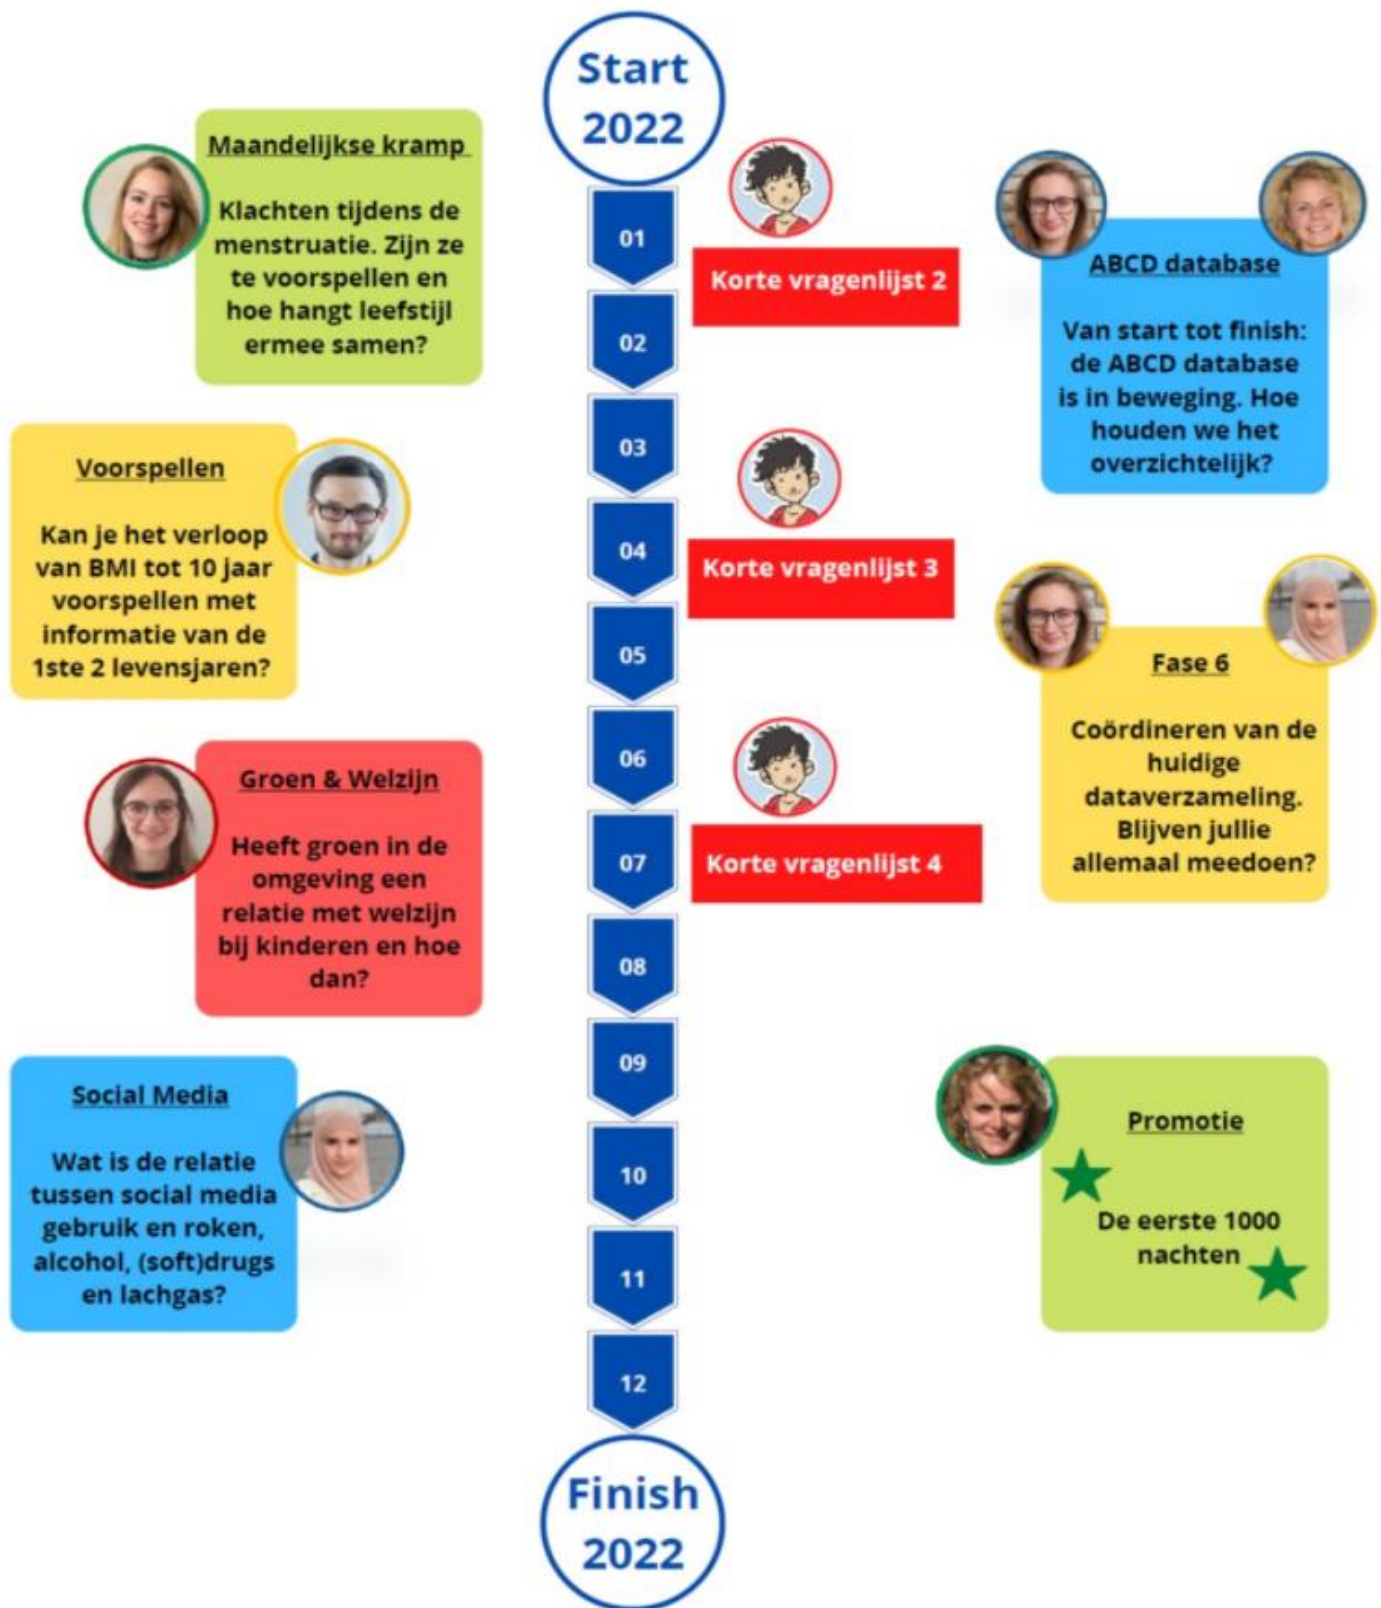 Start
2022
Maandelijkse kramp
Klachten tijdens de
menstruatie. Zijn ze
te voorspellen en
hoe hangt leefstijl
ermee samen?
01
Korte vragenlijst 2
ABCD database
Van start tot finish:
de ABCD database
is in beweging. Hoe
houden we het
overzichtelijk?
02
03
Voorspellen
Kan je het verloop
van BMI tot 10 jaar
voorspellen met
informatie van de
1ste 2 levensjaren?
04
Korte vragenlijst 3
05
Fase 6
Coördineren van de
huidige
dataverzameling.
Blijven jullie
allemaal meedoen?
06
Groen & Welzijn
Heeft groen in de
omgeving een
relatie met welzijn
bij kinderen en hoe
dan?
07
Korte vragenlijst 4
08
09
Social Media
Wat is de relatie
tussen social media
gebruik en roken,
alcohol, (soft)drugs
en lachgas?
Promotie
De eerste 1000
nachten
10
11
12
Finish
2022